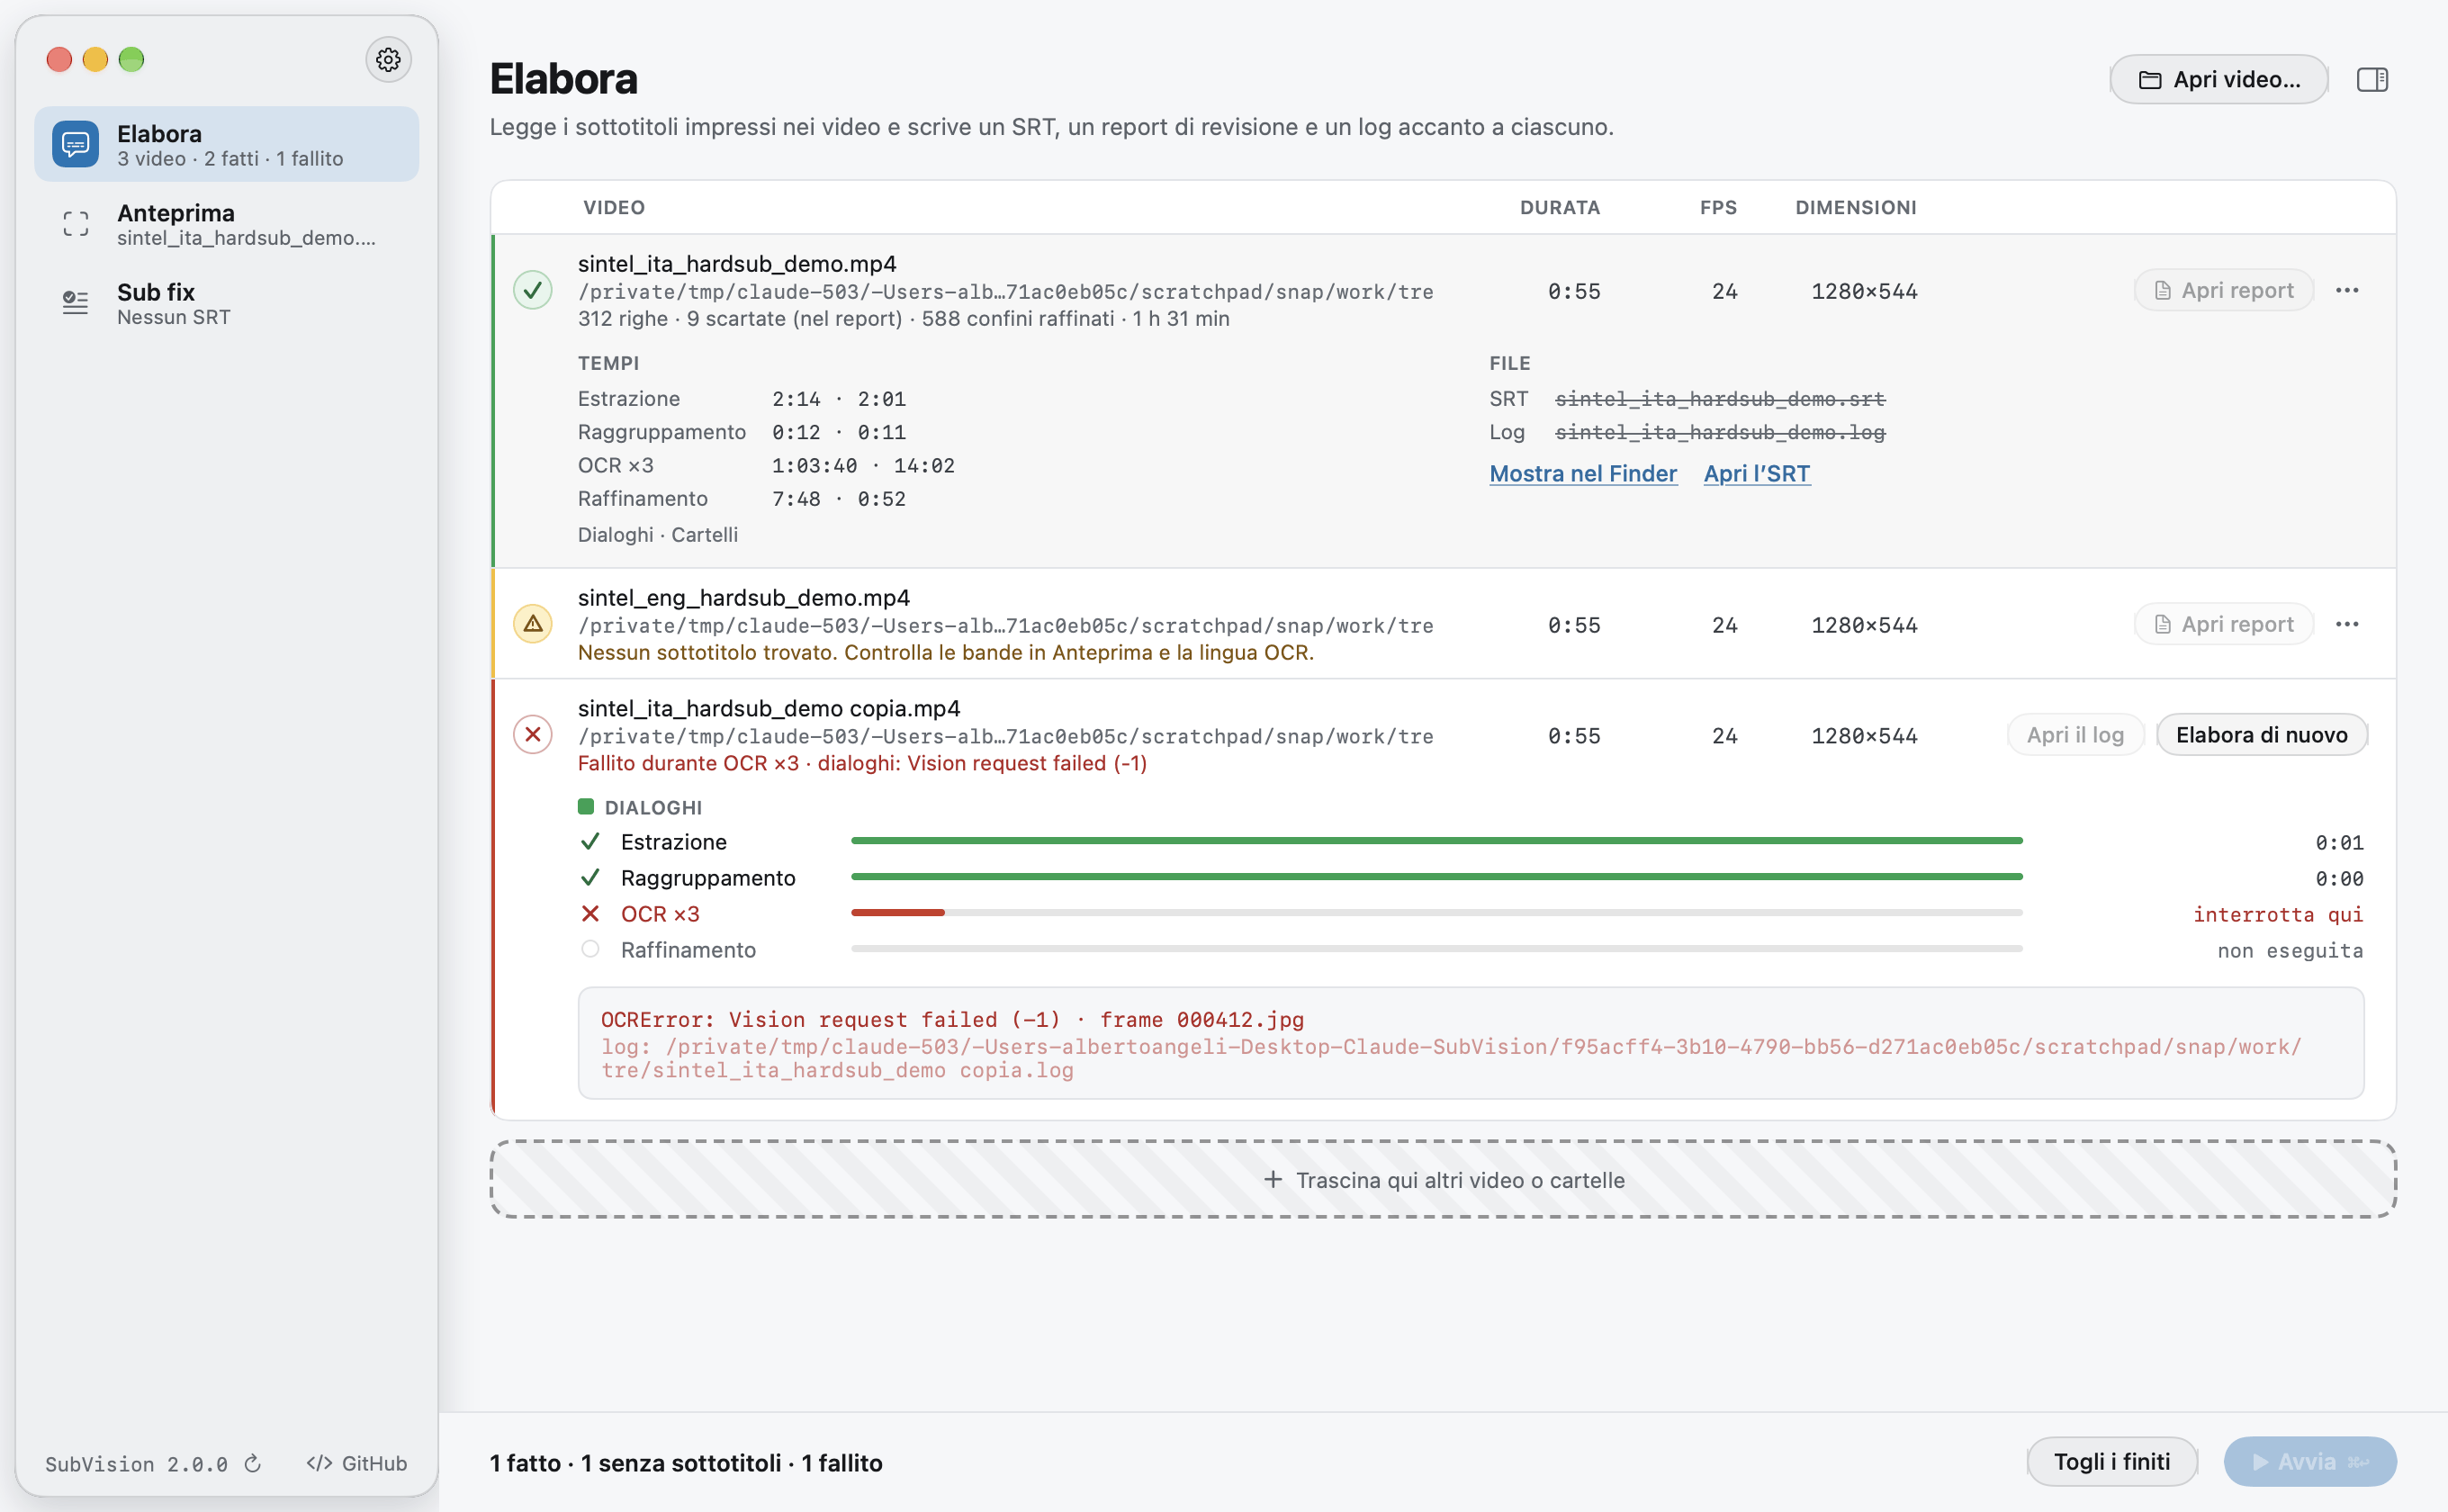 Elabora
3 video · 2 fatti · 1 fallito
Anteprima
sintel_ita_hardsub_demo....
Sub fix
Nessun SRT
SubVision 2.0.0
</> GitHub
Elabora
Apri video...
Legge i sottotitoli impressi nei video e scrive un SRT, un report di revisione e un log accanto a ciascuno.
VIDEO DURATA FPS DIMENSIONI
sintel_ita_hardsub_demo.mp4
/private/tmp/claude-503/-Users-alb…71ac0eb05c/scratchpad/snap/work/tre 0:55 24 1280×544 Apri report
312 righe · 9 scartate (nel report) · 588 confini raffinati · 1 h 31 min
TEMPI
Estrazione 2:14 · 2:01
Raggruppamento 0:12 · 0:11
OCR ×3 1:03:40 · 14:02
Raffinamento 7:48 · 0:52
Dialoghi · Cartelli
FILE
SRT sintel_ita_hardsub_demo.srt
Log sintel_ita_hardsub_demo.log
Mostra nel Finder Apri l’SRT
sintel_eng_hardsub_demo.mp4
/private/tmp/claude-503/-Users-alb…71ac0eb05c/scratchpad/snap/work/tre 0:55 24 1280×544 Apri report
Nessun sottotitolo trovato. Controlla le bande in Anteprima e la lingua OCR.
sintel_ita_hardsub_demo copia.mp4
/private/tmp/claude-503/-Users-alb…71ac0eb05c/scratchpad/snap/work/tre 0:55 24 1280×544 Apri il log Elabora di nuovo
Fallito durante OCR ×3 · dialoghi: Vision request failed (-1)
DIALOGHI
Estrazione 0:01
Raggruppamento 0:00
OCR ×3 interrotta qui
Raffinamento non eseguita
OCRError: Vision request failed (-1) · frame 000412.jpg
log: /private/tmp/claude-503/-Users-albertoangeli-Desktop-Claude-SubVision/f95acff4-3b10-4790-bb56-d271ac0eb05c/scratchpad/snap/work/
tre/sintel_ita_hardsub_demo copia.log
+ Trascina qui altri video o cartelle
1 fatto · 1 senza sottotitoli · 1 fallito
Togli i finiti
Avvia ⌘↩